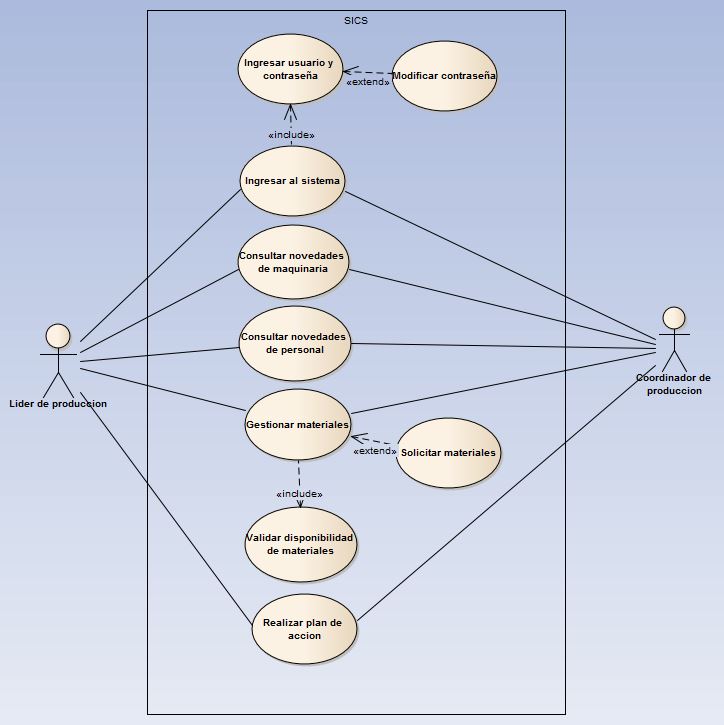 SICS
Ingresar usuario y
contraseña
Modificar contraseña
«extend»
«include»
Ingresar al sistema
Consultar novedades
de maquinaria
Consultar novedades
de personal
Lider de produccion
Coordinador de
produccion
Gestionar materiales
«extend»
Solicitar materiales
«include»
Validar disponibilidad
de materiales
Realizar plan de
accion